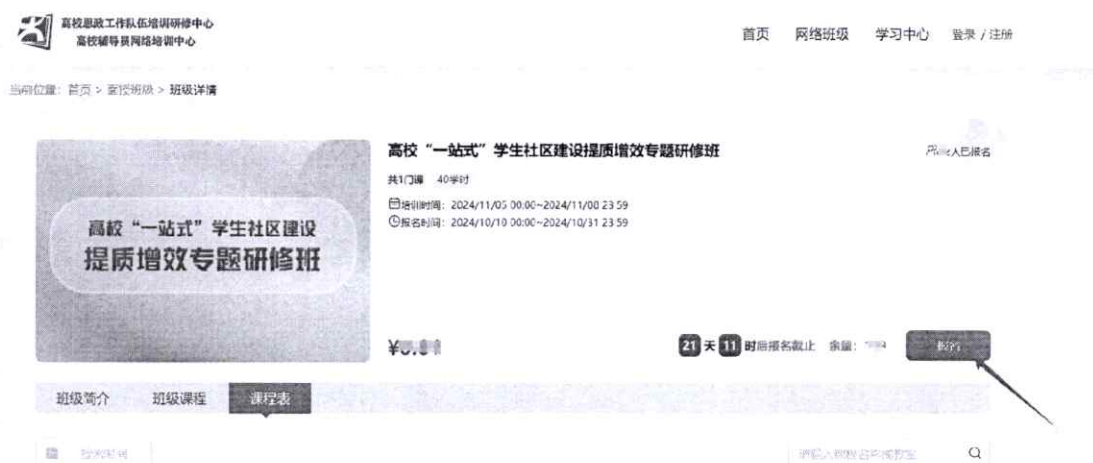 高校思政工作队伍培训研修中心
高校辅导员网络培训中心
首页 网络班级 学习中心 登录 / 注册
当前位置：首页 > 面授班级 > 班级详情
高校“一站式”学生社区建设
提质增效专题研修班
高校“一站式”学生社区建设提质增效专题研修班
人已报名
共1门课 40学时
培训时间：2024/11/05 00:00~2024/11/08 23:59
报名时间：2024/10/10 00:00~2024/10/31 23:59
¥
21 天 11 时后报名截止 余量：
报名
班级简介 班级课程 课程表